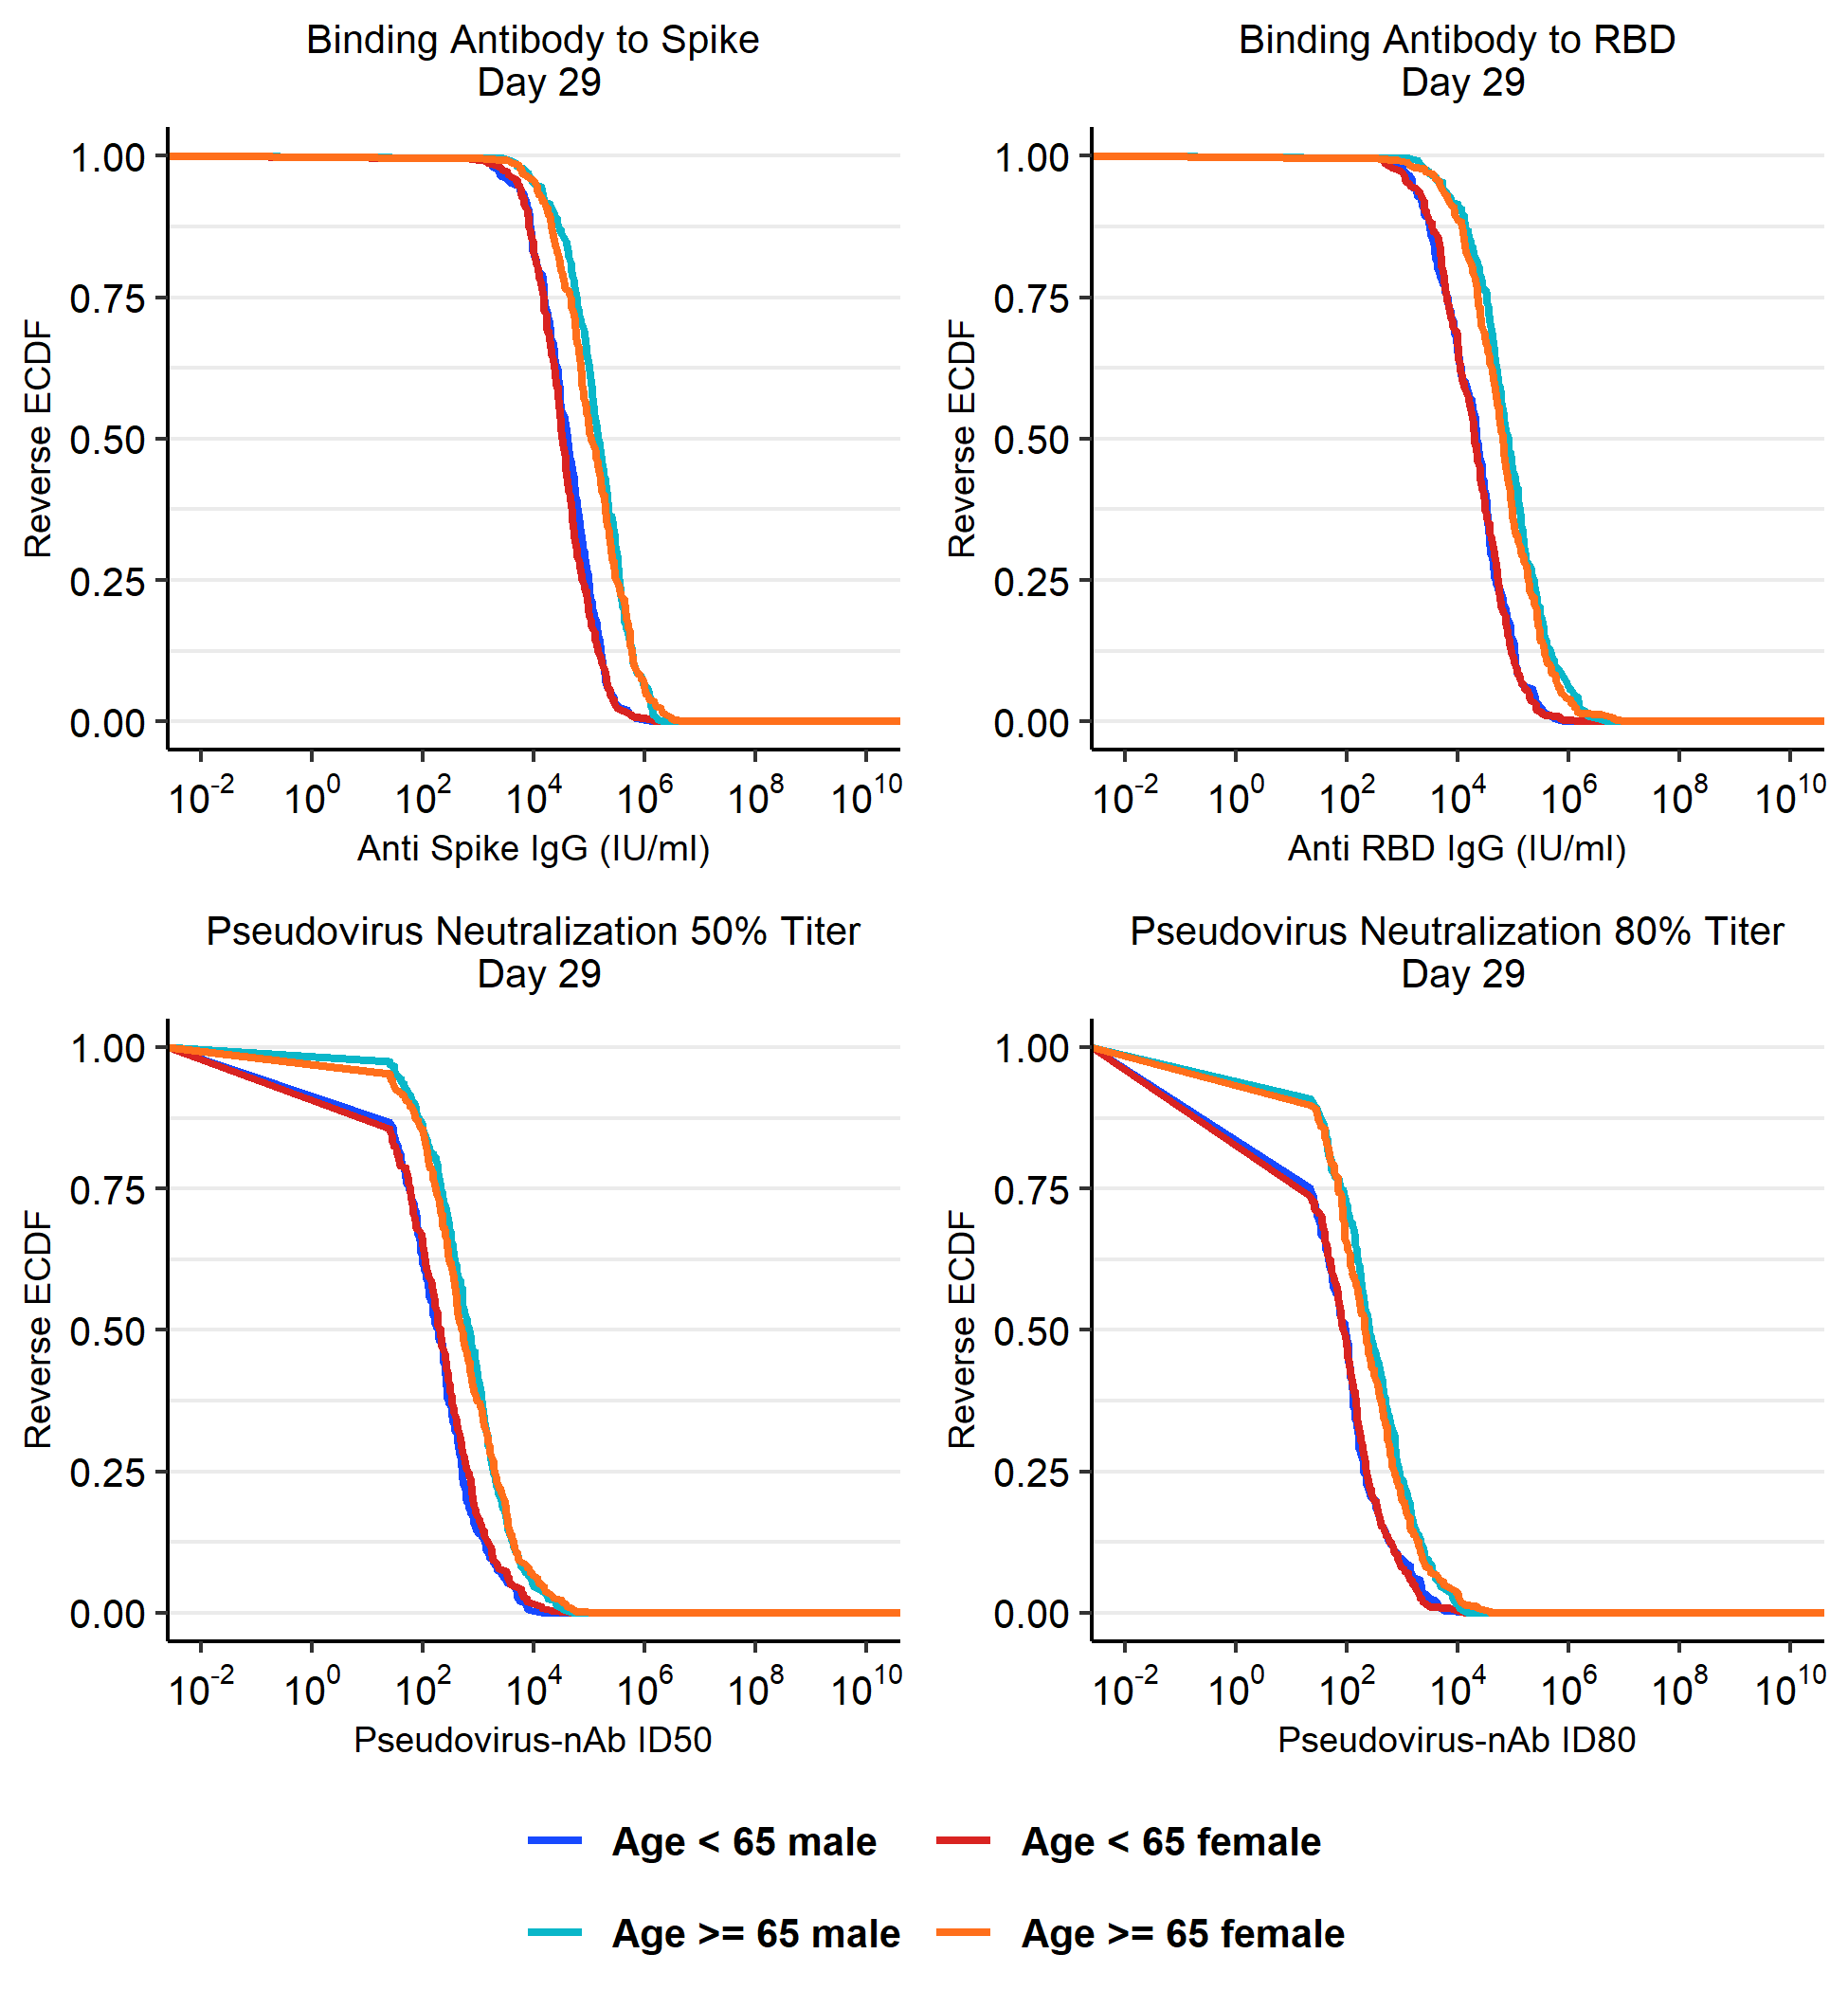 Binding Antibody to Spike
Day 29
Reverse ECDF
1.00
0.75
0.50
0.25
0.00
10^-2 10^0 10^2 10^4 10^6 10^8 10^10
Anti Spike IgG (IU/ml)
Binding Antibody to RBD
Day 29
Reverse ECDF
1.00
0.75
0.50
0.25
0.00
10^-2 10^0 10^2 10^4 10^6 10^8 10^10
Anti RBD IgG (IU/ml)
Pseudovirus Neutralization 50% Titer
Day 29
Reverse ECDF
1.00
0.75
0.50
0.25
0.00
10^-2 10^0 10^2 10^4 10^6 10^8 10^10
Pseudovirus-nAb ID50
Pseudovirus Neutralization 80% Titer
Day 29
Reverse ECDF
1.00
0.75
0.50
0.25
0.00
10^-2 10^0 10^2 10^4 10^6 10^8 10^10
Pseudovirus-nAb ID80
Age < 65 male Age < 65 female
Age >= 65 male Age >= 65 female